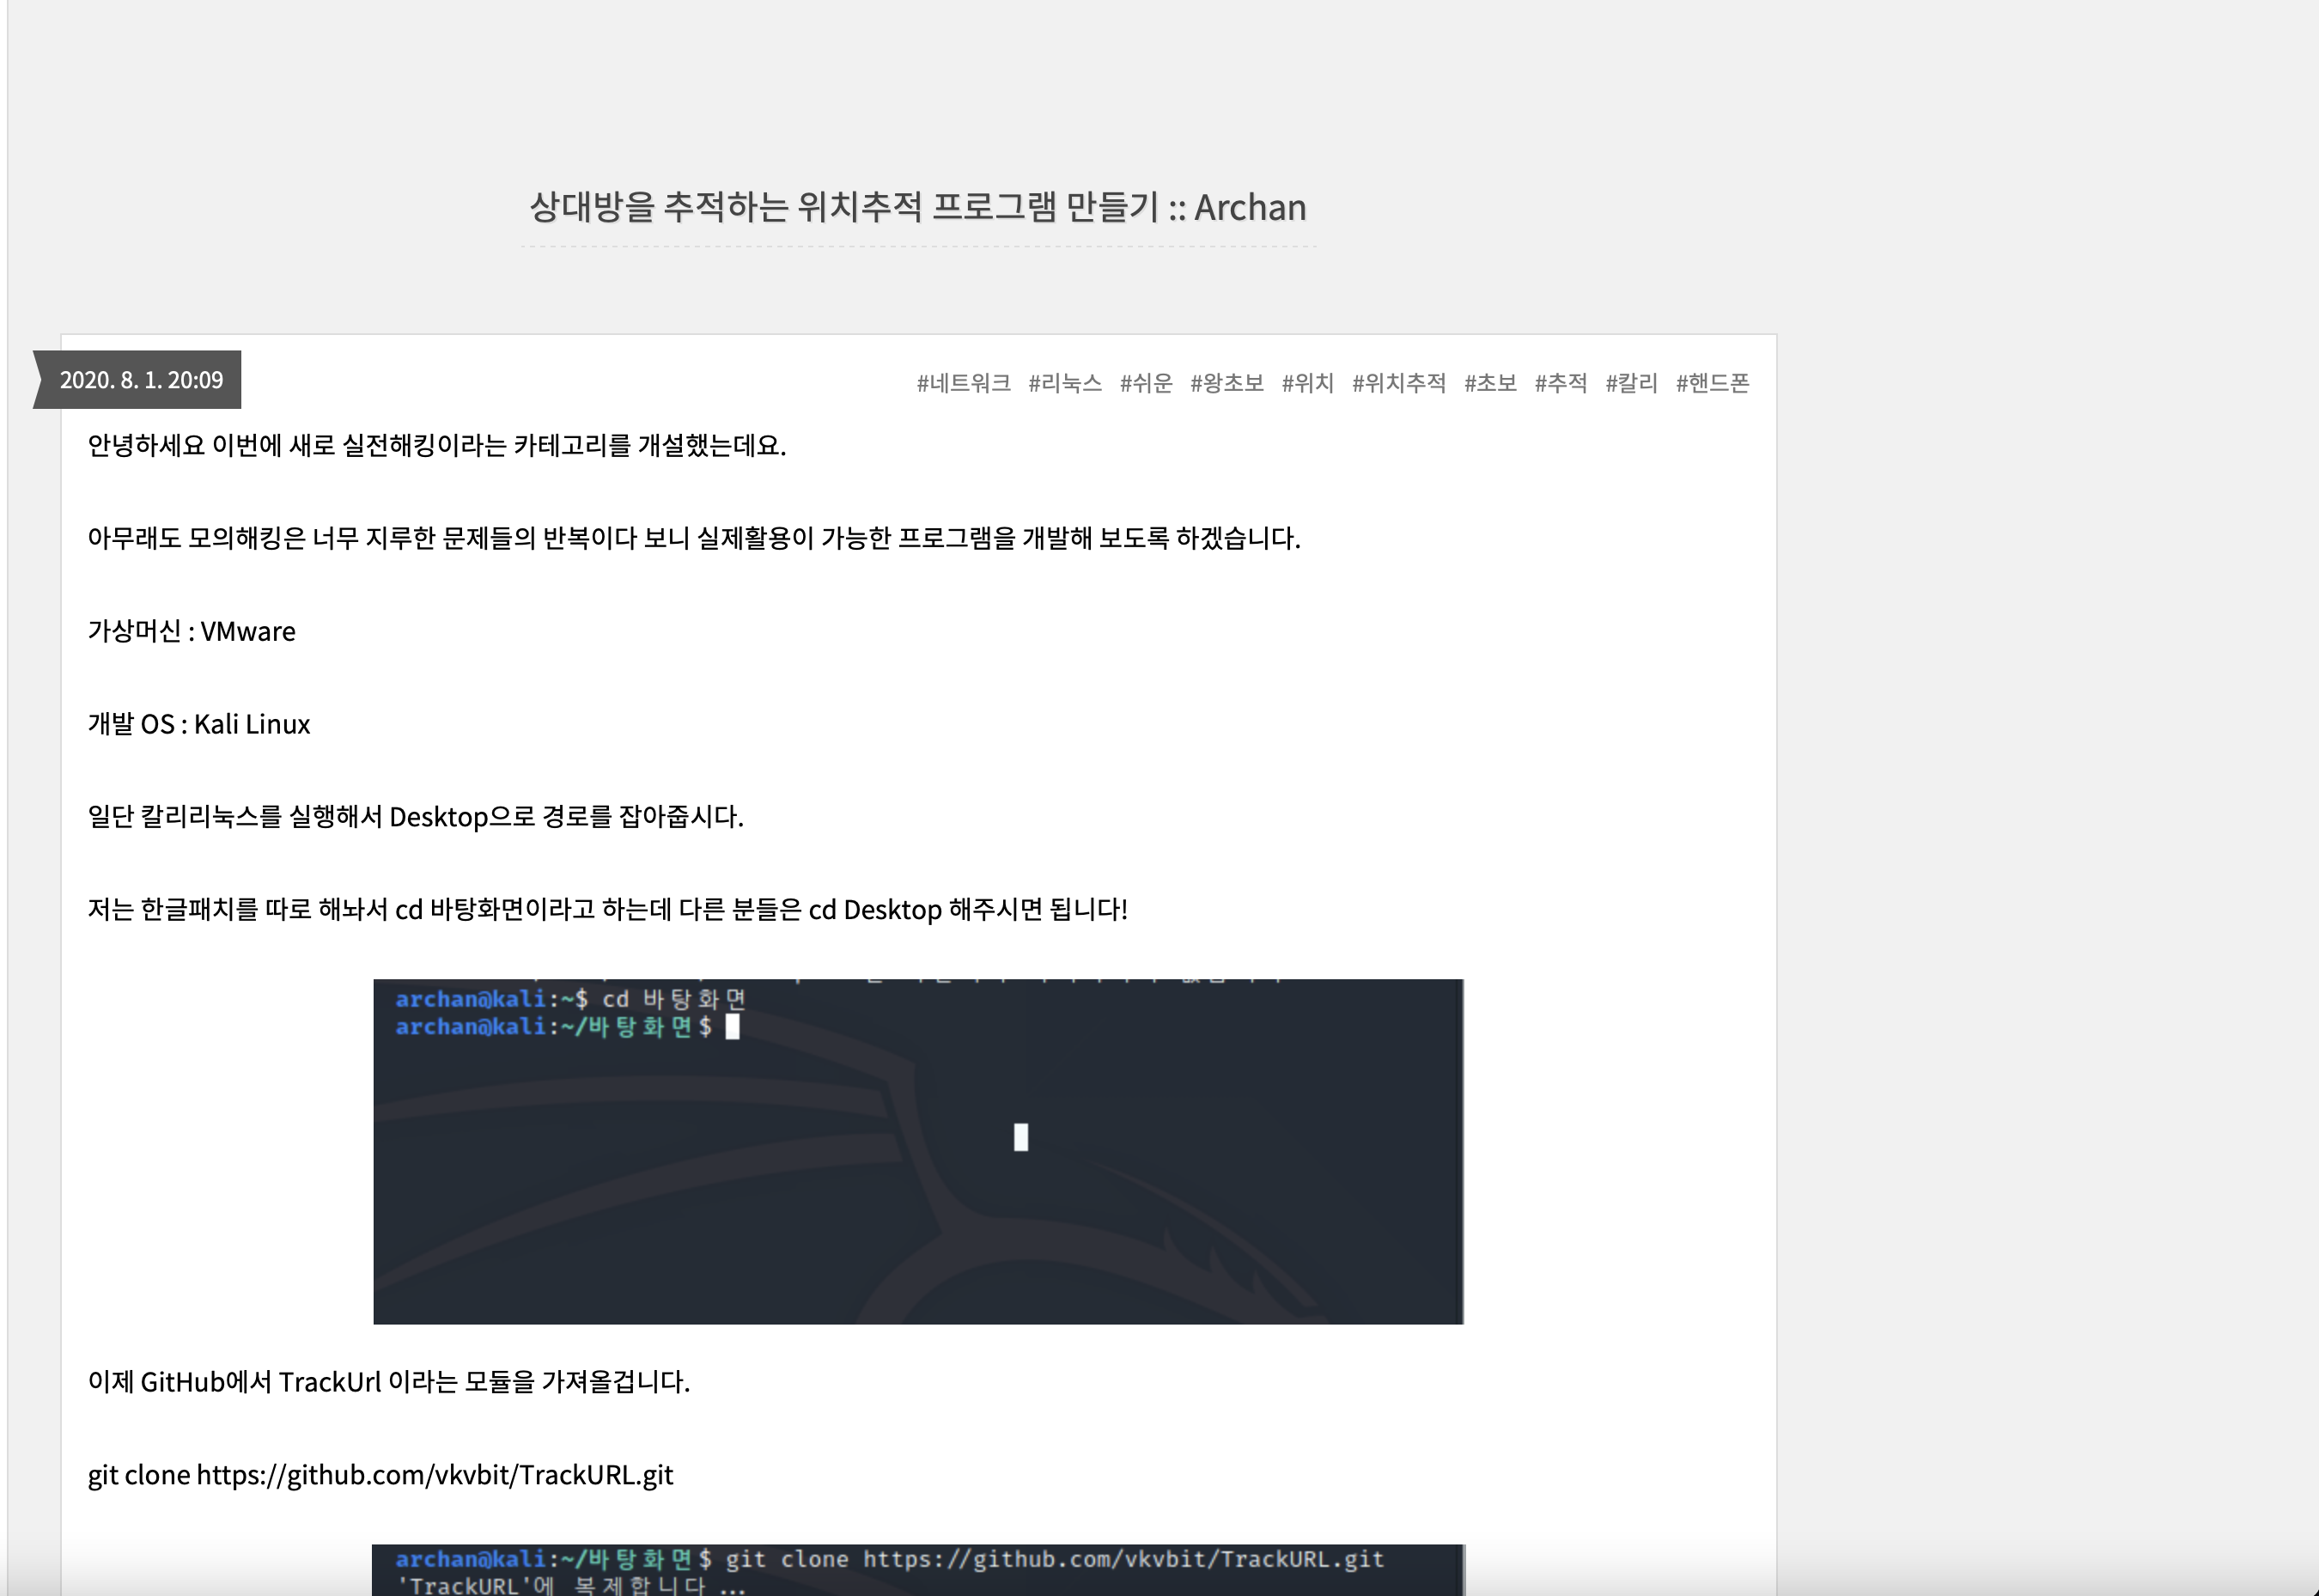 상대방을 추적하는 위치추적 프로그램 만들기 :: Archan
2020. 8. 1. 20:09
#네트워크 #리눅스 #쉬운 #왕초보 #위치 #위치추적 #초보 #추적 #칼리 #핸드폰
안녕하세요 이번에 새로 실전해킹이라는 카테고리를 개설했는데요.
아무래도 모의해킹은 너무 지루한 문제들의 반복이다 보니 실제활용이 가능한 프로그램을 개발해 보도록 하겠습니다.
가상머신 : VMware
개발 OS : Kali Linux
일단 칼리리눅스를 실행해서 Desktop으로 경로를 잡아줍시다.
저는 한글패치를 따로 해놔서 cd 바탕화면이라고 하는데 다른 분들은 cd Desktop 해주시면 됩니다!
archan@kali:~$ cd 바탕화면
archan@kali:~/바탕화면$
이제 GitHub에서 TrackUrl 이라는 모듈을 가져올겁니다.
git clone https://github.com/vkvbit/TrackURL.git
archan@kali:~/바탕화면$ git clone https://github.com/vkvbit/TrackURL.git
'TrackURL'에 복제합니다...